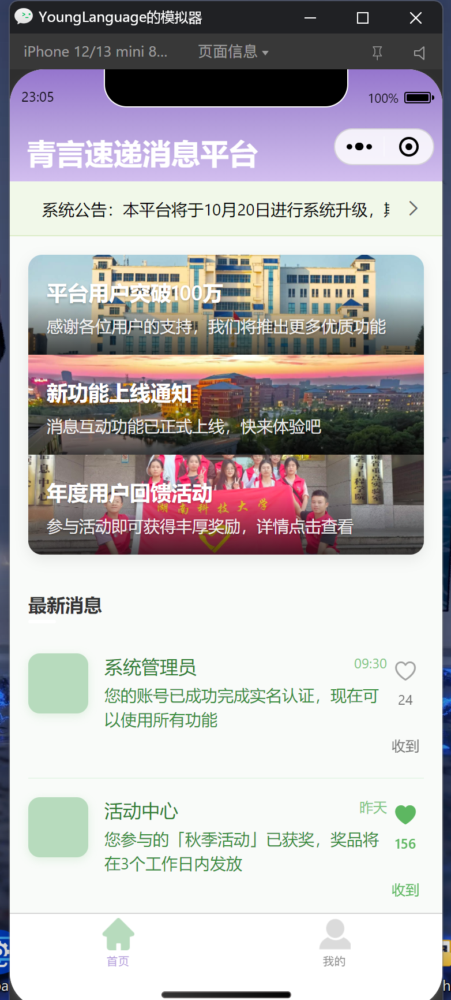 YoungLanguage的模拟器
iPhone 12/13 mini 8... 页面信息
23:05 100%
青言速递消息平台
系统公告：本平台将于10月20日进行系统升级，
平台用户突破100万
感谢各位用户的支持，我们将推出更多优质功能
新功能上线通知
消息互动功能已正式上线，快来体验吧
年度用户回馈活动
湖南科技大学
参与活动即可获得丰厚奖励，详情点击查看
最新消息
系统管理员 09:30
您的账号已成功完成实名认证，现在可
以使用所有功能
24
收到
活动中心 昨天
您参与的「秋季活动」已获奖，奖品将
在3个工作日内发放
156
收到
首页 我的